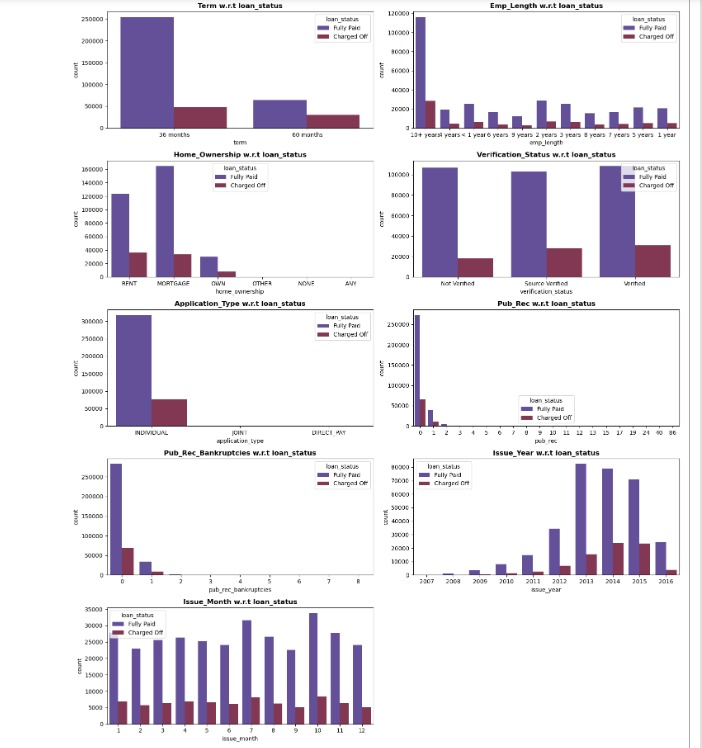 Term w.r.t loan_status
250000
200000
150000
100000
50000
0
count
loan_status
Fully Paid
Charged Off
36 months
60 months
term
Emp_Length w.r.t loan_status
120000
100000
80000
60000
40000
20000
0
count
loan_status
Fully Paid
Charged Off
10+ years 4 years < 1 year 6 years 9 years 2 years 3 years 8 years 7 years 5 years 1 year
emp_length
Home_Ownership w.r.t loan_status
160000
140000
120000
100000
80000
60000
40000
20000
0
count
loan_status
Fully Paid
Charged Off
RENT MORTGAGE OWN OTHER NONE ANY
home_ownership
Verification_Status w.r.t loan_status
100000
80000
60000
40000
20000
0
count
loan_status
Fully Paid
Charged Off
Not Verified Source Verified Verified
verification_status
Application_Type w.r.t loan_status
300000
250000
200000
150000
100000
50000
0
count
loan_status
Fully Paid
Charged Off
INDIVIDUAL JOINT DIRECT_PAY
application_type
Pub_Rec w.r.t loan_status
250000
200000
150000
100000
50000
0
count
loan_status
Fully Paid
Charged Off
0 1 2 3 4 5 6 7 8 9 10 11 12 13 15 17 19 24 40 86
pub_rec
Pub_Rec_Bankruptcies w.r.t loan_status
250000
200000
150000
100000
50000
0
count
loan_status
Fully Paid
Charged Off
0 1 2 3 4 5 6 7 8
pub_rec_bankruptcies
Issue_Year w.r.t loan_status
80000
70000
60000
50000
40000
30000
20000
10000
0
count
loan_status
Fully Paid
Charged Off
2007 2008 2009 2010 2011 2012 2013 2014 2015 2016
issue_year
Issue_Month w.r.t loan_status
35000
30000
25000
20000
15000
10000
5000
0
count
loan_status
Fully Paid
Charged Off
1 2 3 4 5 6 7 8 9 10 11 12
issue_month